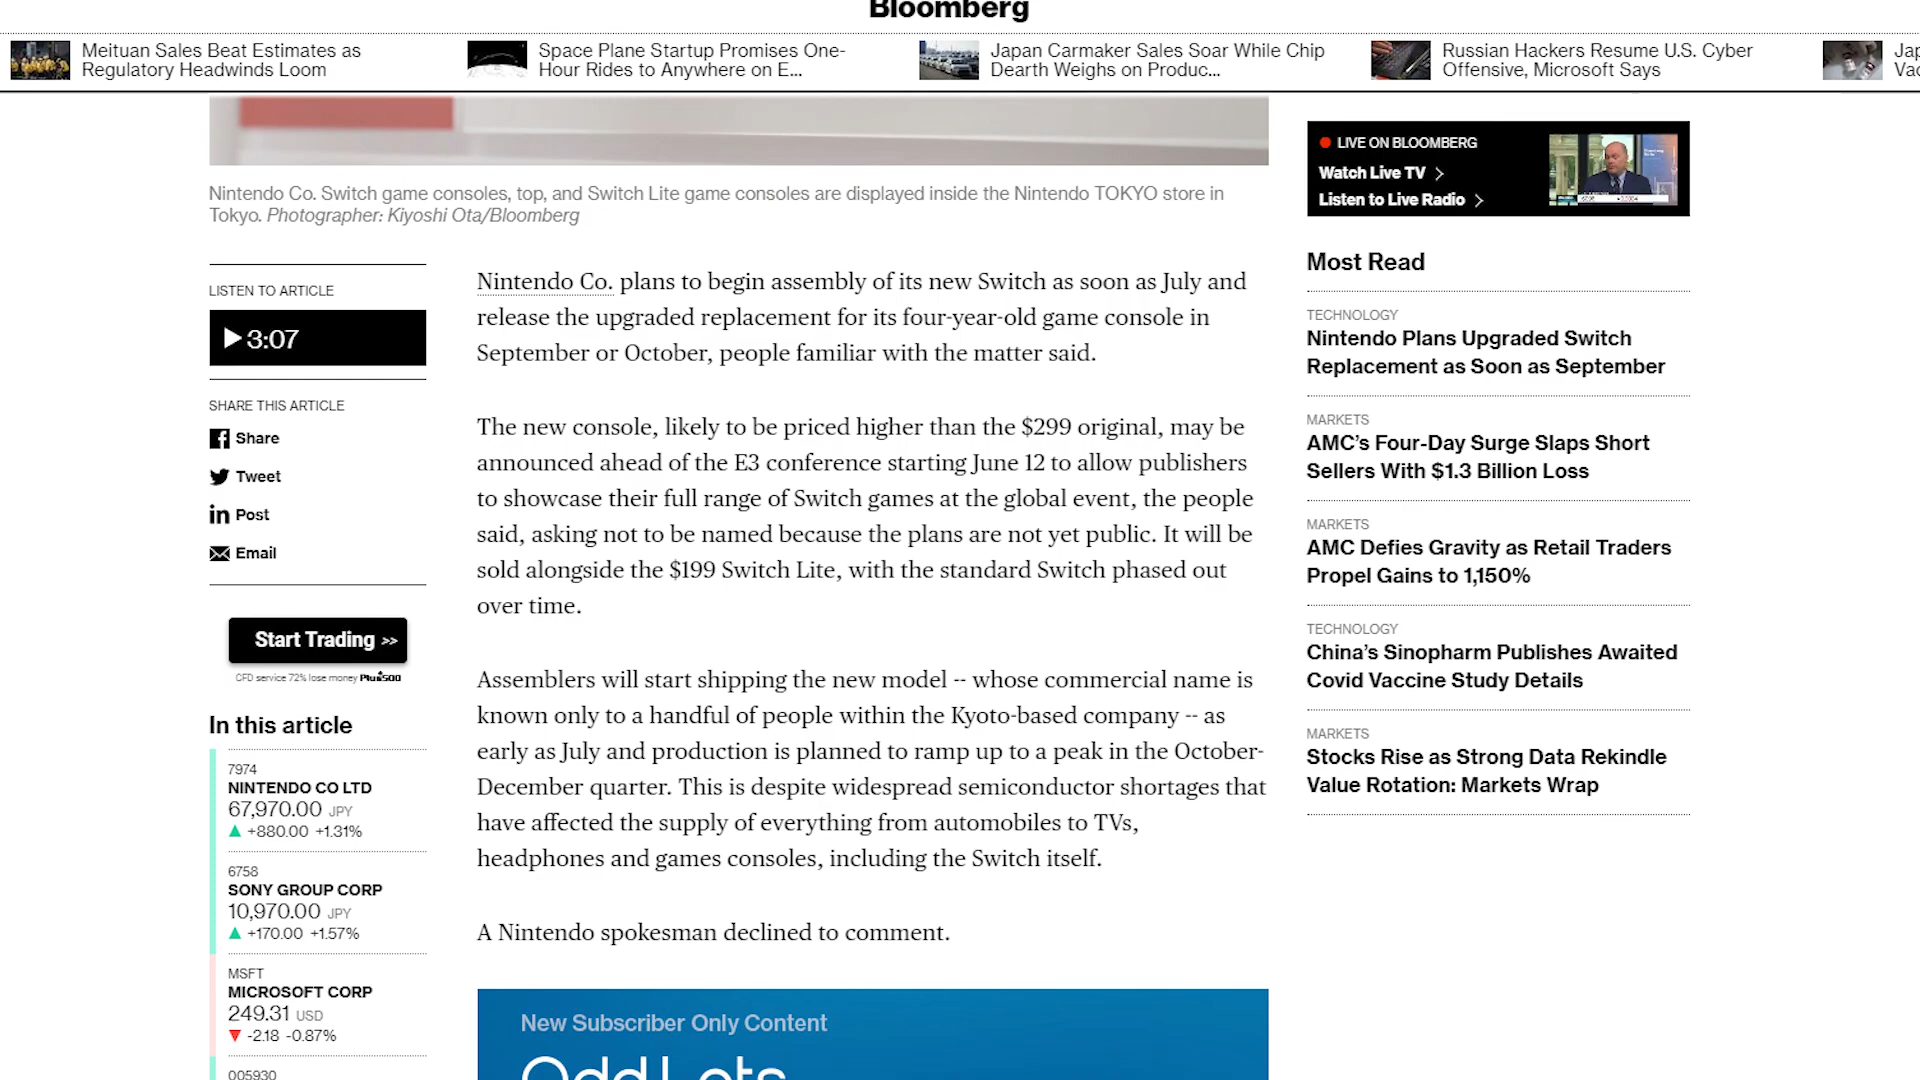 Bloomberg
Meituan Sales Beat Estimates as
Regulatory Headwinds Loom
Space Plane Startup Promises One-
Hour Rides to Anywhere on E...
Japan Carmaker Sales Soar While Chip
Dearth Weighs on Produc...
Russian Hackers Resume U.S. Cyber
Offensive, Microsoft Says
Nintendo Co. Switch game consoles, top, and Switch Lite game consoles are displayed inside the Nintendo TOKYO store in
Tokyo. Photographer: Kiyoshi Ota/Bloomberg
LISTEN TO ARTICLE
3:07
SHARE THIS ARTICLE
Share
Tweet
Post
Email
Start Trading >>
CFD service 72% lose money Plus500
In this article
7974
NINTENDO CO LTD
67,970.00 JPY
▲ +880.00 +1.31%
6758
SONY GROUP CORP
10,970.00 JPY
▲ +170.00 +1.57%
MSFT
MICROSOFT CORP
249.31 USD
▼ -2.18 -0.87%
005930
Nintendo Co. plans to begin assembly of its new Switch as soon as July and
release the upgraded replacement for its four-year-old game console in
September or October, people familiar with the matter said.
The new console, likely to be priced higher than the $299 original, may be
announced ahead of the E3 conference starting June 12 to allow publishers
to showcase their full range of Switch games at the global event, the people
said, asking not to be named because the plans are not yet public. It will be
sold alongside the $199 Switch Lite, with the standard Switch phased out
over time.
Assemblers will start shipping the new model -- whose commercial name is
known only to a handful of people within the Kyoto-based company -- as
early as July and production is planned to ramp up to a peak in the October-
December quarter. This is despite widespread semiconductor shortages that
have affected the supply of everything from automobiles to TVs,
headphones and games consoles, including the Switch itself.
A Nintendo spokesman declined to comment.
New Subscriber Only Content
Odd Lots
LIVE ON BLOOMBERG
Watch Live TV >
Listen to Live Radio >
Most Read
TECHNOLOGY
Nintendo Plans Upgraded Switch
Replacement as Soon as September
MARKETS
AMC's Four-Day Surge Slaps Short
Sellers With $1.3 Billion Loss
MARKETS
AMC Defies Gravity as Retail Traders
Propel Gains to 1,150%
TECHNOLOGY
China's Sinopharm Publishes Awaited
Covid Vaccine Study Details
MARKETS
Stocks Rise as Strong Data Rekindle
Value Rotation: Markets Wrap